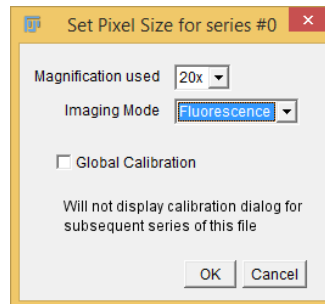 Set Pixel Size for series #0
Magnification used 20x
Imaging Mode Fluorescence
Global Calibration
Will not display calibration dialog for
subsequent series of this file
OK Cancel